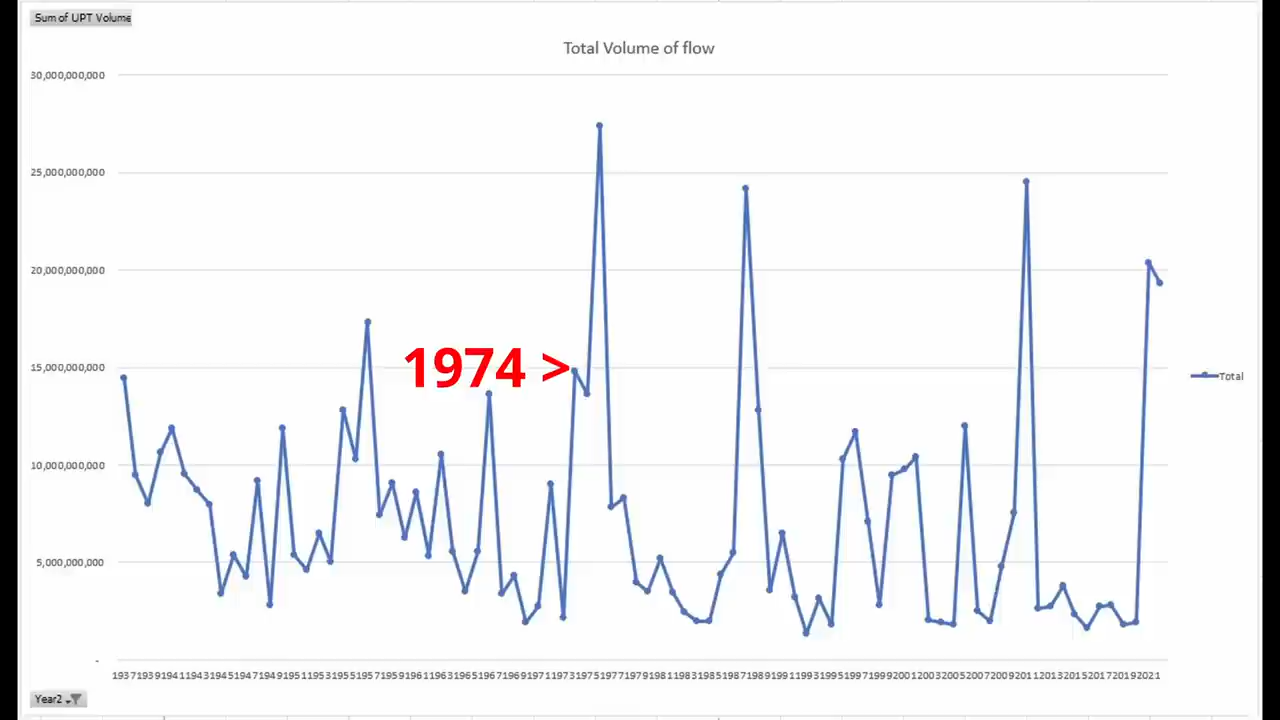 Sum of UPT Volume
Total Volume of flow
30,000,000,000
25,000,000,000
20,000,000,000
15,000,000,000
10,000,000,000
5,000,000,000
-
1974 >
Total
1937193919411943194519471949195119531955195719591961196319651967196919711973197519771979198119831985198719891991199319951997199920012003200520072009201120132015201720192021
Year2